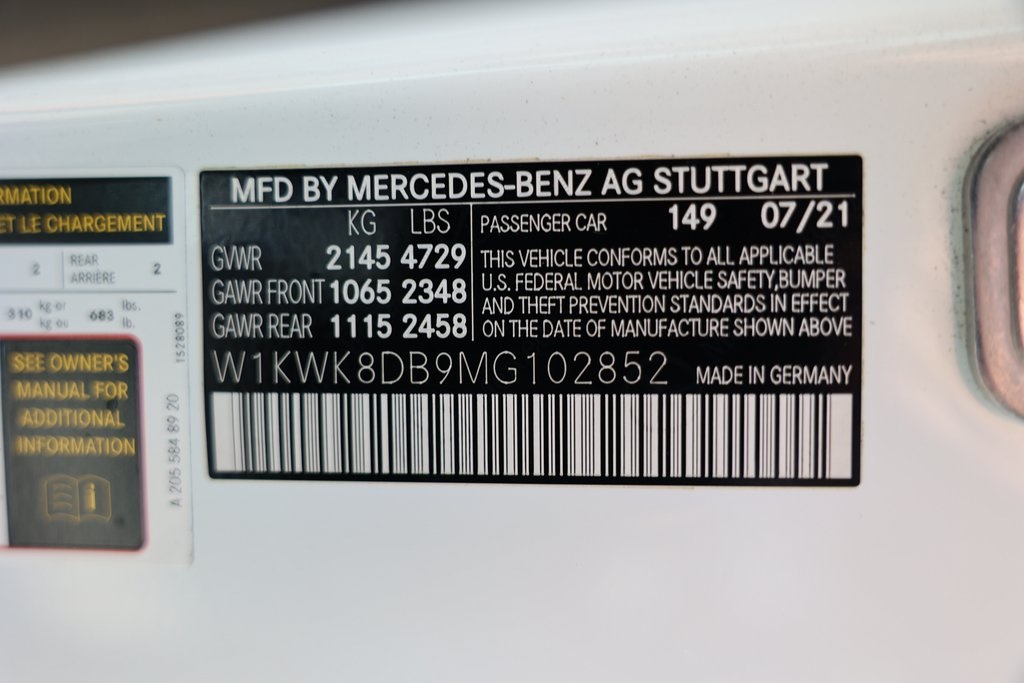 RMATION
ET LE CHARGEMENT
2 REAR ARRIÈRE 2
310 kg or kg ou 683 lbs. lb.
SEE OWNER'S
MANUAL FOR
ADDITIONAL
INFORMATION
i
A 205 584 89 20
1528089
MFD BY MERCEDES-BENZ AG STUTTGART
KG LBS
GVWR 2145 4729
GAWR FRONT 1065 2348
GAWR REAR 1115 2458
PASSENGER CAR 149 07/21
THIS VEHICLE CONFORMS TO ALL APPLICABLE
U.S. FEDERAL MOTOR VEHICLE SAFETY,BUMPER
AND THEFT PREVENTION STANDARDS IN EFFECT
ON THE DATE OF MANUFACTURE SHOWN ABOVE
W1KWK8DB9MG102852 MADE IN GERMANY